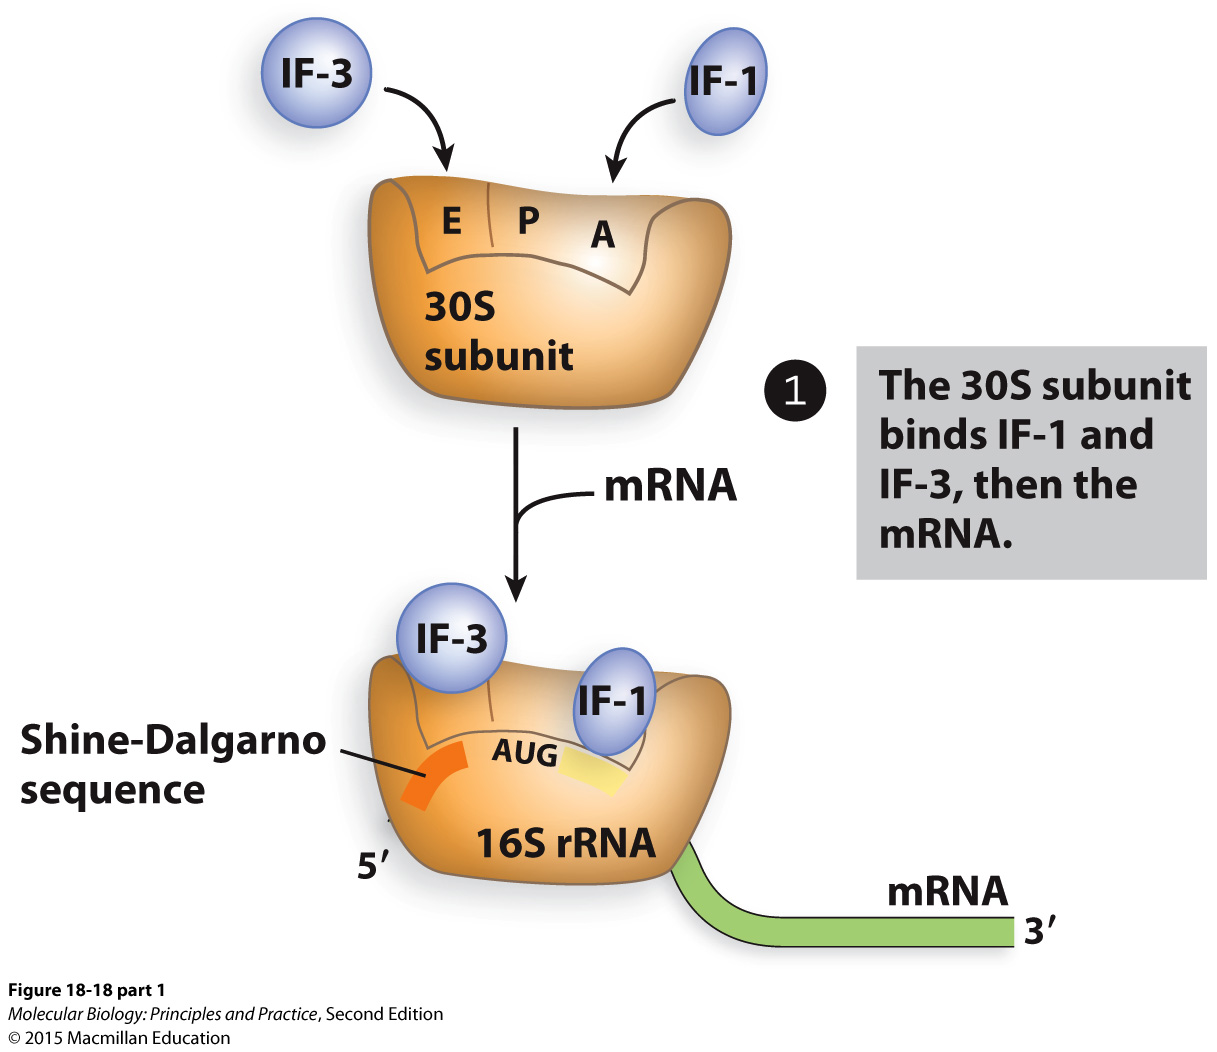 IF-3
IF-1
E P A
30S
subunit
1
The 30S subunit
binds IF-1 and
IF-3, then the
mRNA.
mRNA
IF-3
IF-1
Shine-Dalgarno
sequence
AUG
16S rRNA
5′
mRNA
3′
Figure 18-18 part 1
Molecular Biology: Principles and Practice, Second Edition
© 2015 Macmillan Education